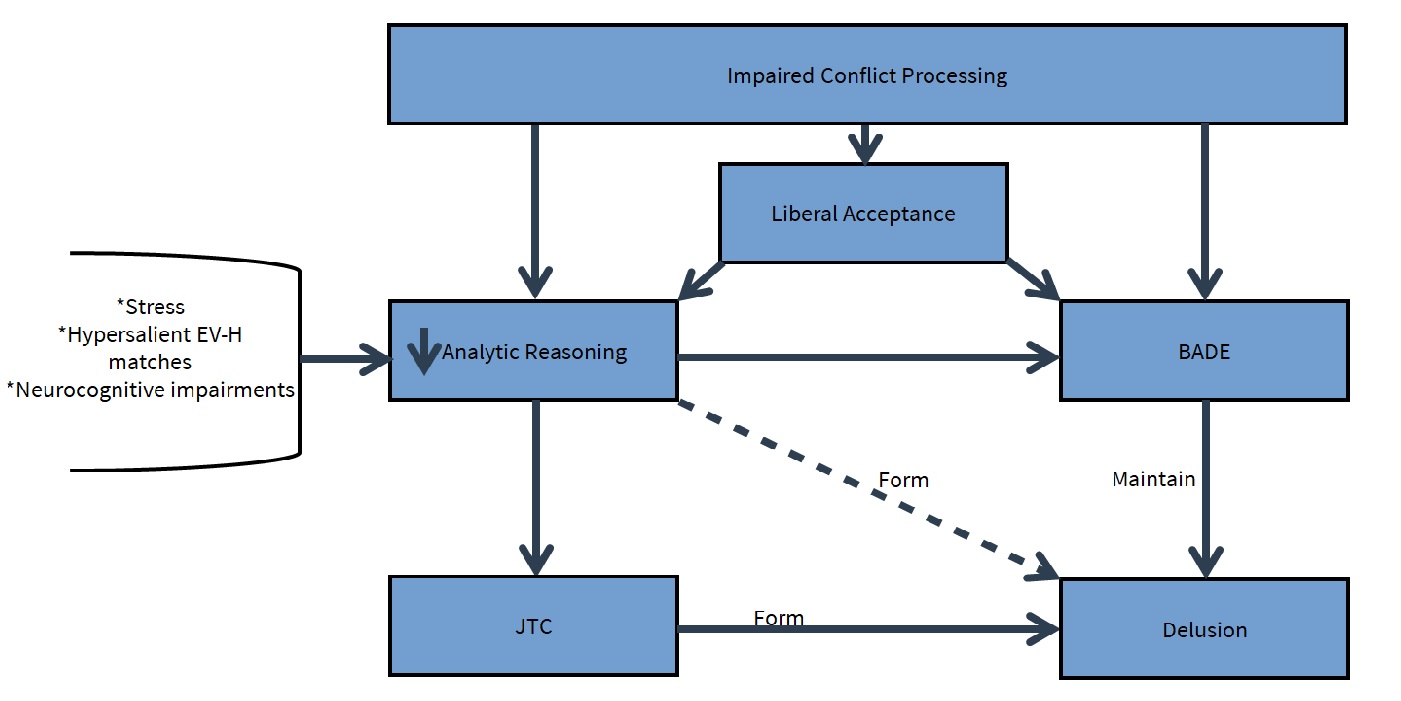 Impaired Conflict Processing
Liberal Acceptance
*Stress
*Hypersalient EV-H
matches
*Neurocognitive impairments
Analytic Reasoning
BADE
Form
Maintain
JTC
Form
Delusion